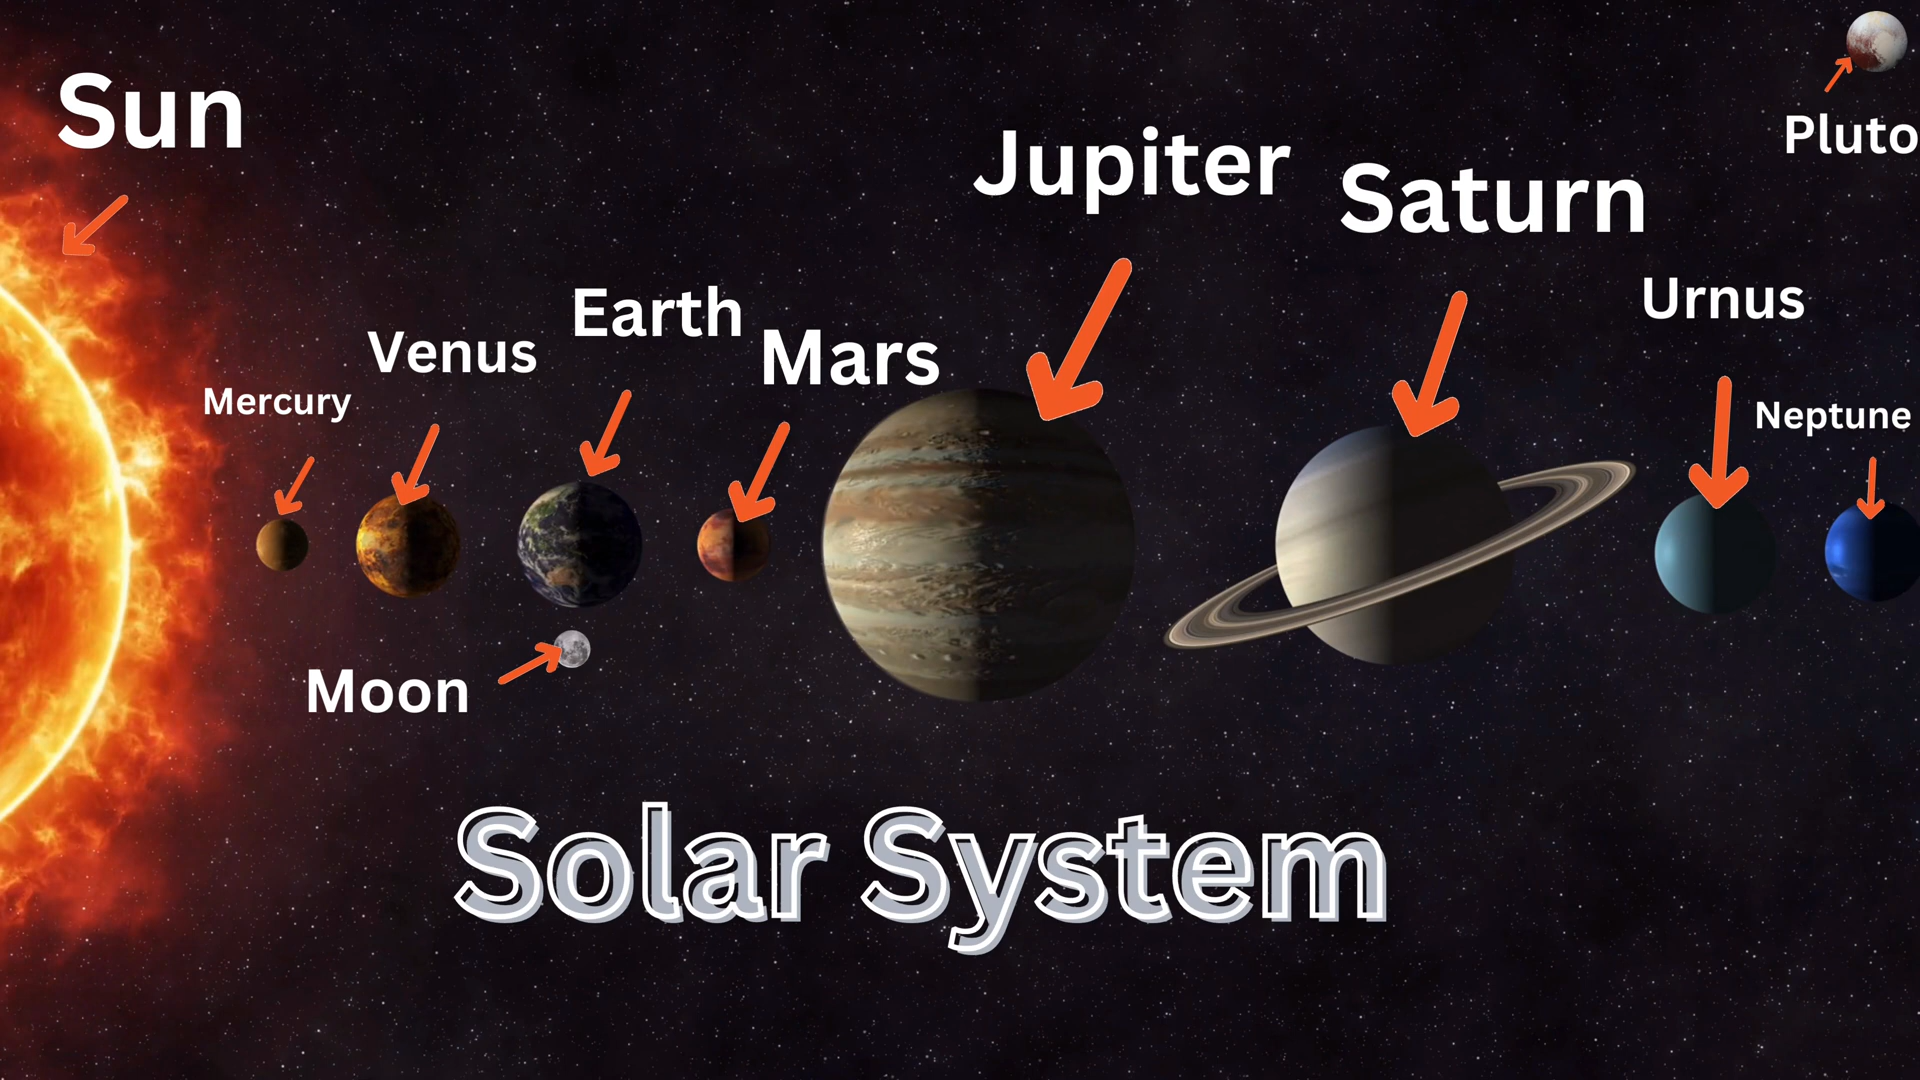 Sun
Pluto
Jupiter
Saturn
Urnus
Earth
Mars
Venus
Mercury
Neptune
Moon
Solar System